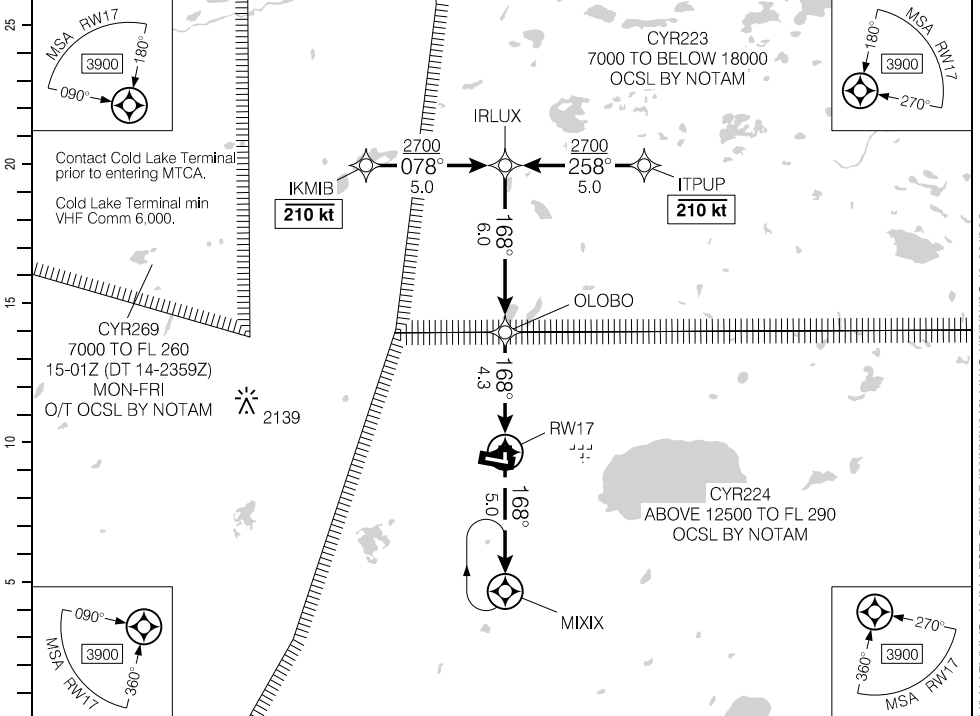 25
20
15
10
5
MSA RW17
3900
180°
090°
MSA RW17
3900
180°
270°
CYR223
7000 TO BELOW 18000
OCSL BY NOTAM
Contact Cold Lake Terminal
prior to entering MTCA.
Cold Lake Terminal min
VHF Comm 6,000.
IRLUX
2700
078°
5.0
2700
258°
5.0
IKMIB
210 kt
ITPUP
210 kt
168°
6.0
OLOBO
CYR269
7000 TO FL 260
15-01Z (DT 14-2359Z)
MON-FRI
O/T OCSL BY NOTAM
2139
168°
4.3
RW17
CYR224
ABOVE 12500 TO FL 290
OCSL BY NOTAM
168°
5.0
MIXIX
090°
3900
360°
MSA RW17
270°
3900
360°
MSA RW17